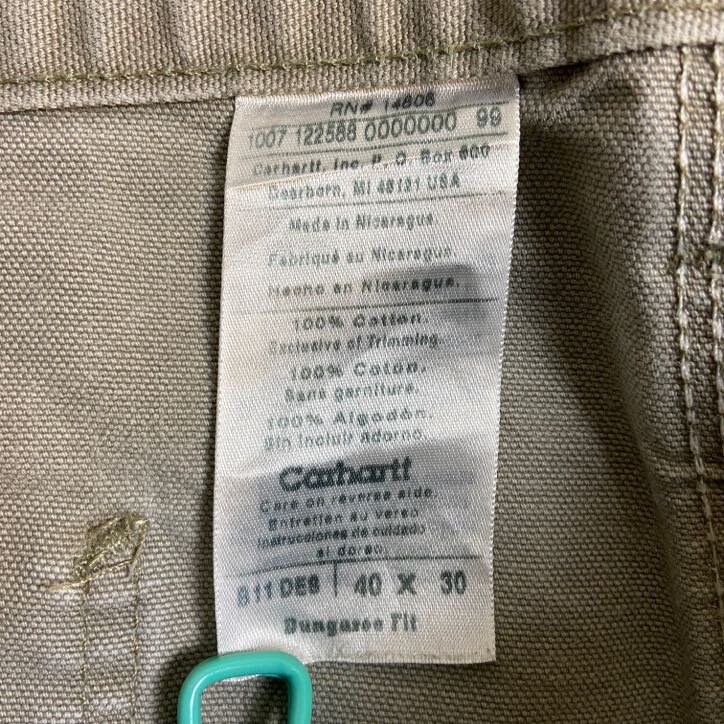 RN# 14806
1007 122588 0000000 99
Carhartt, Inc. P. O. Box 600
Dearborn, MI 48121 USA
Made in Nicaragua.
Fabriqué au Nicaragua.
Hecho en Nicaragua.
100% Cotton.
Exclusive of Trimming.
100% Coton.
Sans garniture.
100% Algodón.
Sin incluir adorno.
Carhartt
Care on reverse side.
Entretien au verso
Instrucciones de cuidado
al dorso.
B11 DES 40 X 30
Dungaree Fit